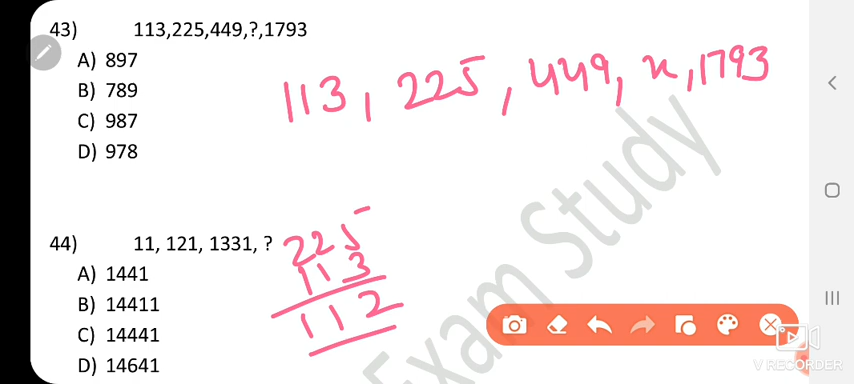 43) 113,225,449,?,1793
A) 897
B) 789
C) 987
D) 978
113, 225, 449, x, 1793
44) 11, 121, 1331, ?
A) 1441
B) 14411
C) 14441
D) 14641
225
113
112
Exam Study
V RECORDER